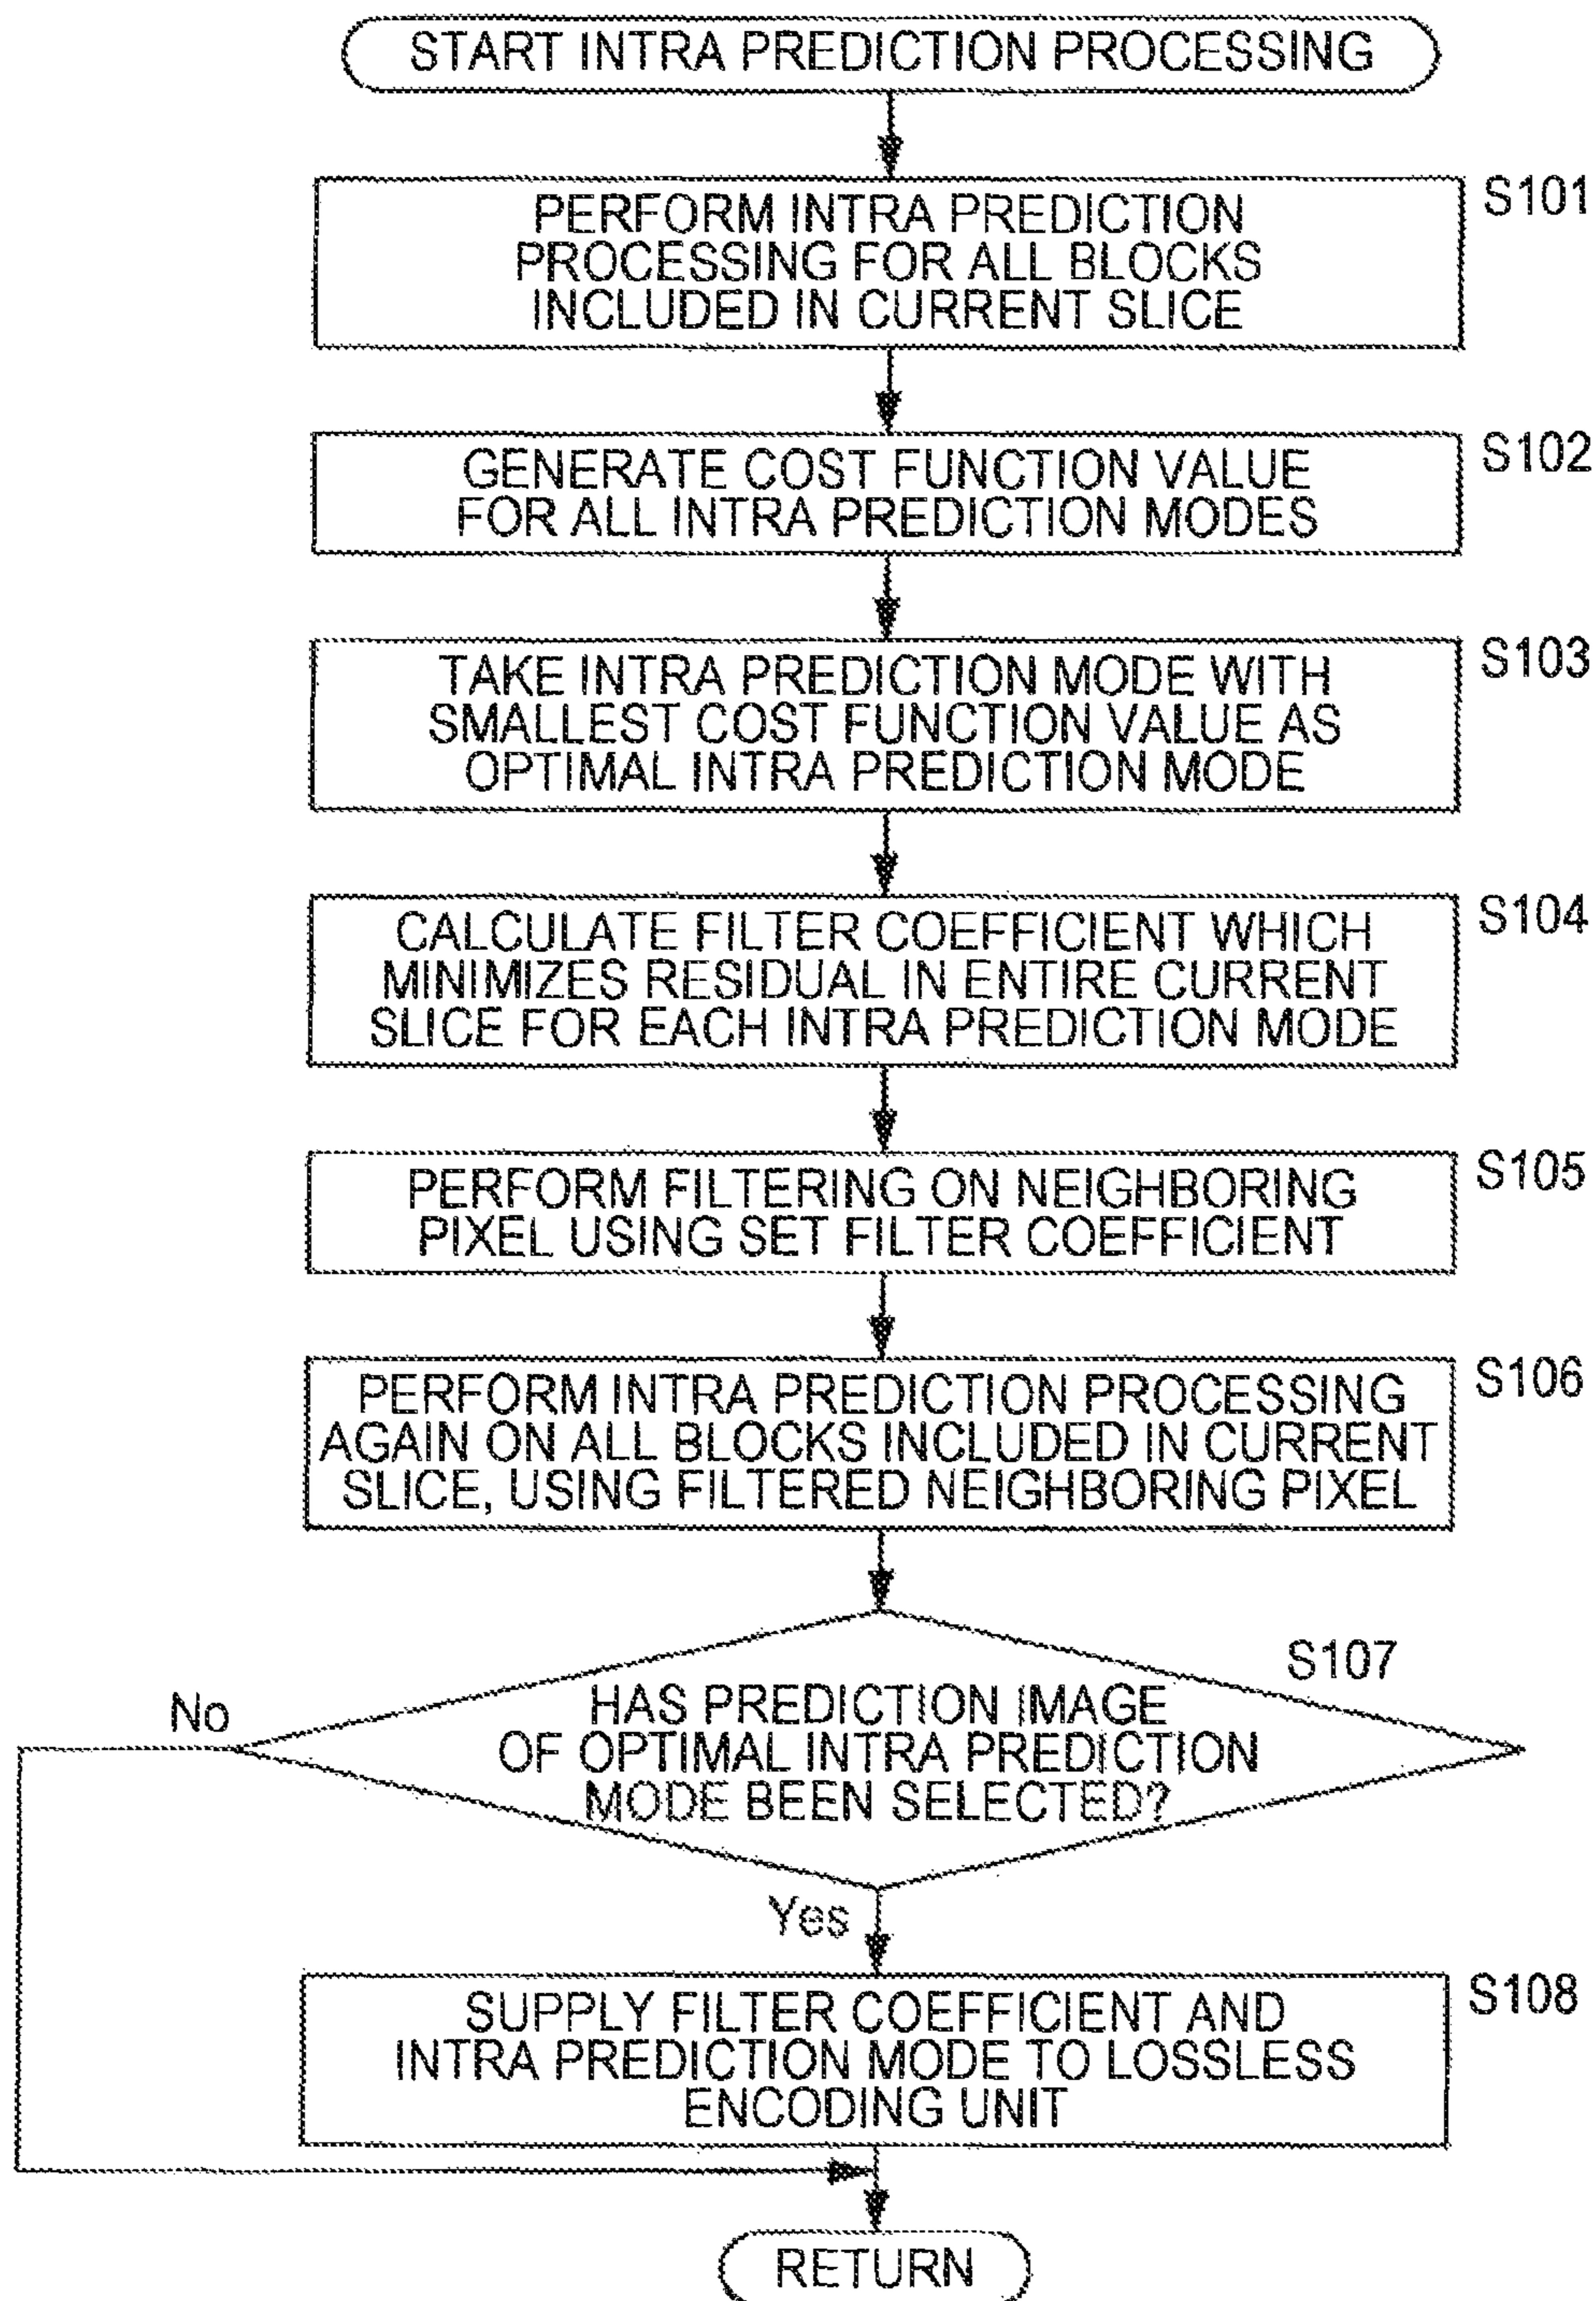 START INTRA PREDICTION PROCESSING
S101
PERFORM INTRA PREDICTION
PROCESSING FOR ALL BLOCKS
INCLUDED IN CURRENT SLICE
S102
GENERATE COST FUNCTION VALUE
FOR ALL INTRA PREDICTION MODES
S103
TAKE INTRA PREDICTION MODE WITH
SMALLEST COST FUNCTION VALUE AS
OPTIMAL INTRA PREDICTION MODE
S104
CALCULATE FILTER COEFFICIENT WHICH
MINIMIZES RESIDUAL IN ENTIRE CURRENT
SLICE FOR EACH INTRA PREDICTION MODE
S105
PERFORM FILTERING ON NEIGHBORING
PIXEL USING SET FILTER COEFFICIENT
S106
PERFORM INTRA PREDICTION PROCESSING
AGAIN ON ALL BLOCKS INCLUDED IN CURRENT
SLICE, USING FILTERED NEIGHBORING PIXEL
S107
No
HAS PREDICTION IMAGE
OF OPTIMAL INTRA PREDICTION
MODE BEEN SELECTED?
Yes
S108
SUPPLY FILTER COEFFICIENT AND
INTRA PREDICTION MODE TO LOSSLESS
ENCODING UNIT
RETURN